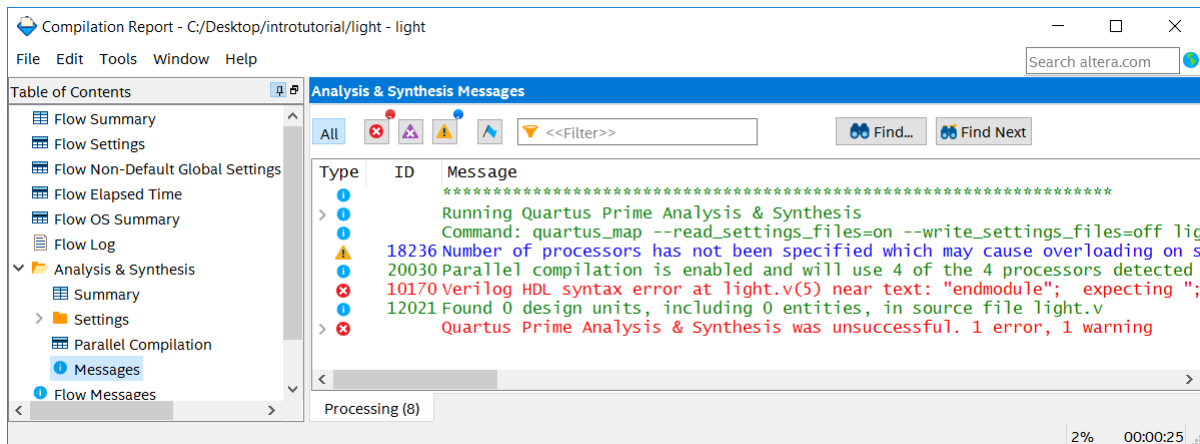 Compilation Report - C:/Desktop/introtutorial/light - light
File Edit Tools Window Help
Search altera.com
Table of Contents
Flow Summary
Flow Settings
Flow Non-Default Global Settings
Flow Elapsed Time
Flow OS Summary
Flow Log
Analysis & Synthesis
Summary
Settings
Parallel Compilation
Messages
Flow Messages
Analysis & Synthesis Messages
All <<Filter>> Find... Find Next
Type ID Message
*******************************************************************
Running Quartus Prime Analysis & Synthesis
Command: quartus_map --read_settings_files=on --write_settings_files=off lig
18236 Number of processors has not been specified which may cause overloading on s
20030 Parallel compilation is enabled and will use 4 of the 4 processors detected
10170 Verilog HDL syntax error at light.v(5) near text: "endmodule"; expecting ";
12021 Found 0 design units, including 0 entities, in source file light.v
Quartus Prime Analysis & Synthesis was unsuccessful. 1 error, 1 warning
Processing (8)
2% 00:00:25